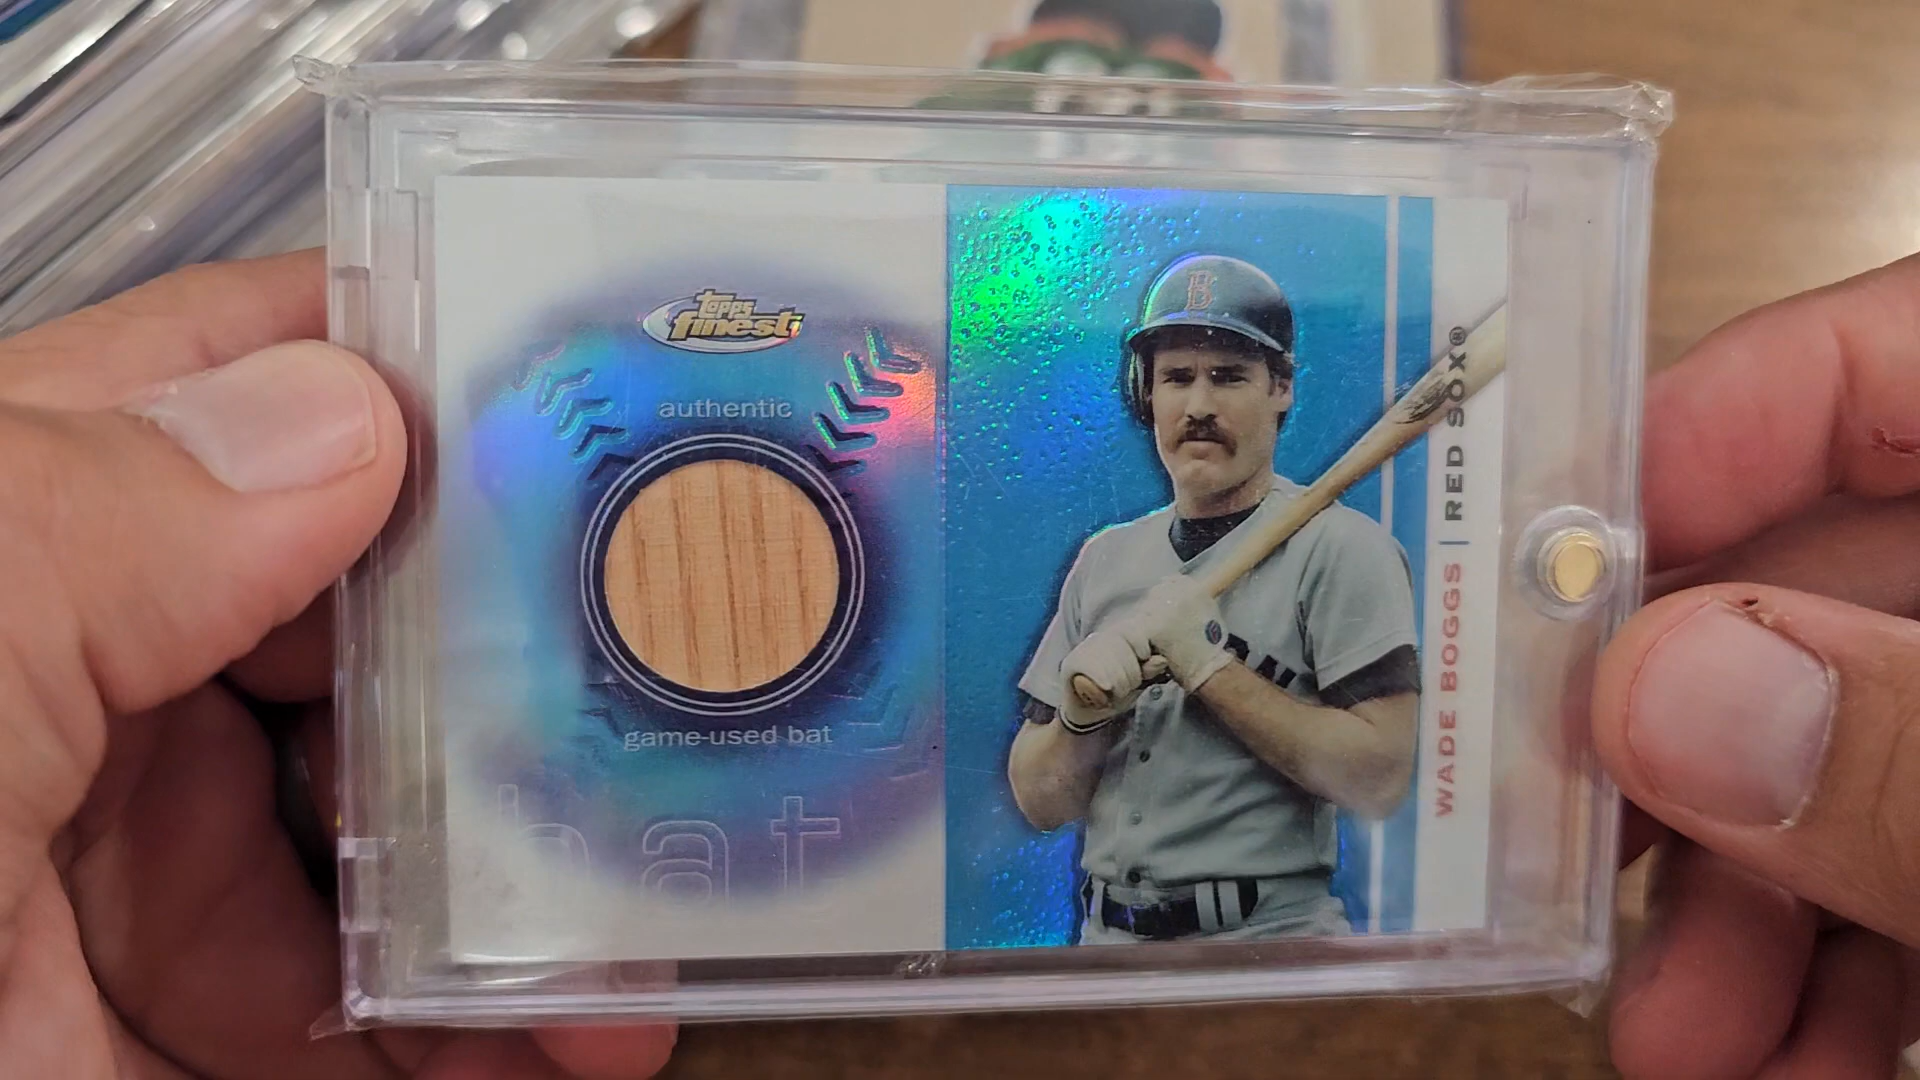 topps
finest
authentic
game-used bat
bat
B
WADE BOGGS | RED SOX®